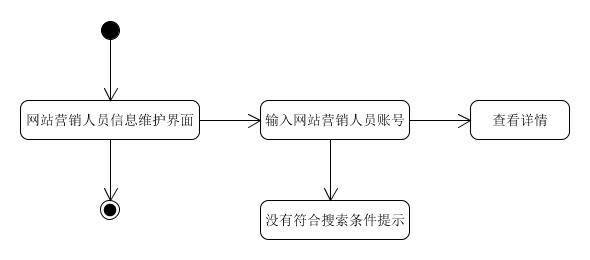 网站营销人员信息维护界面
输入网站营销人员账号
查看详情
没有符合搜索条件提示